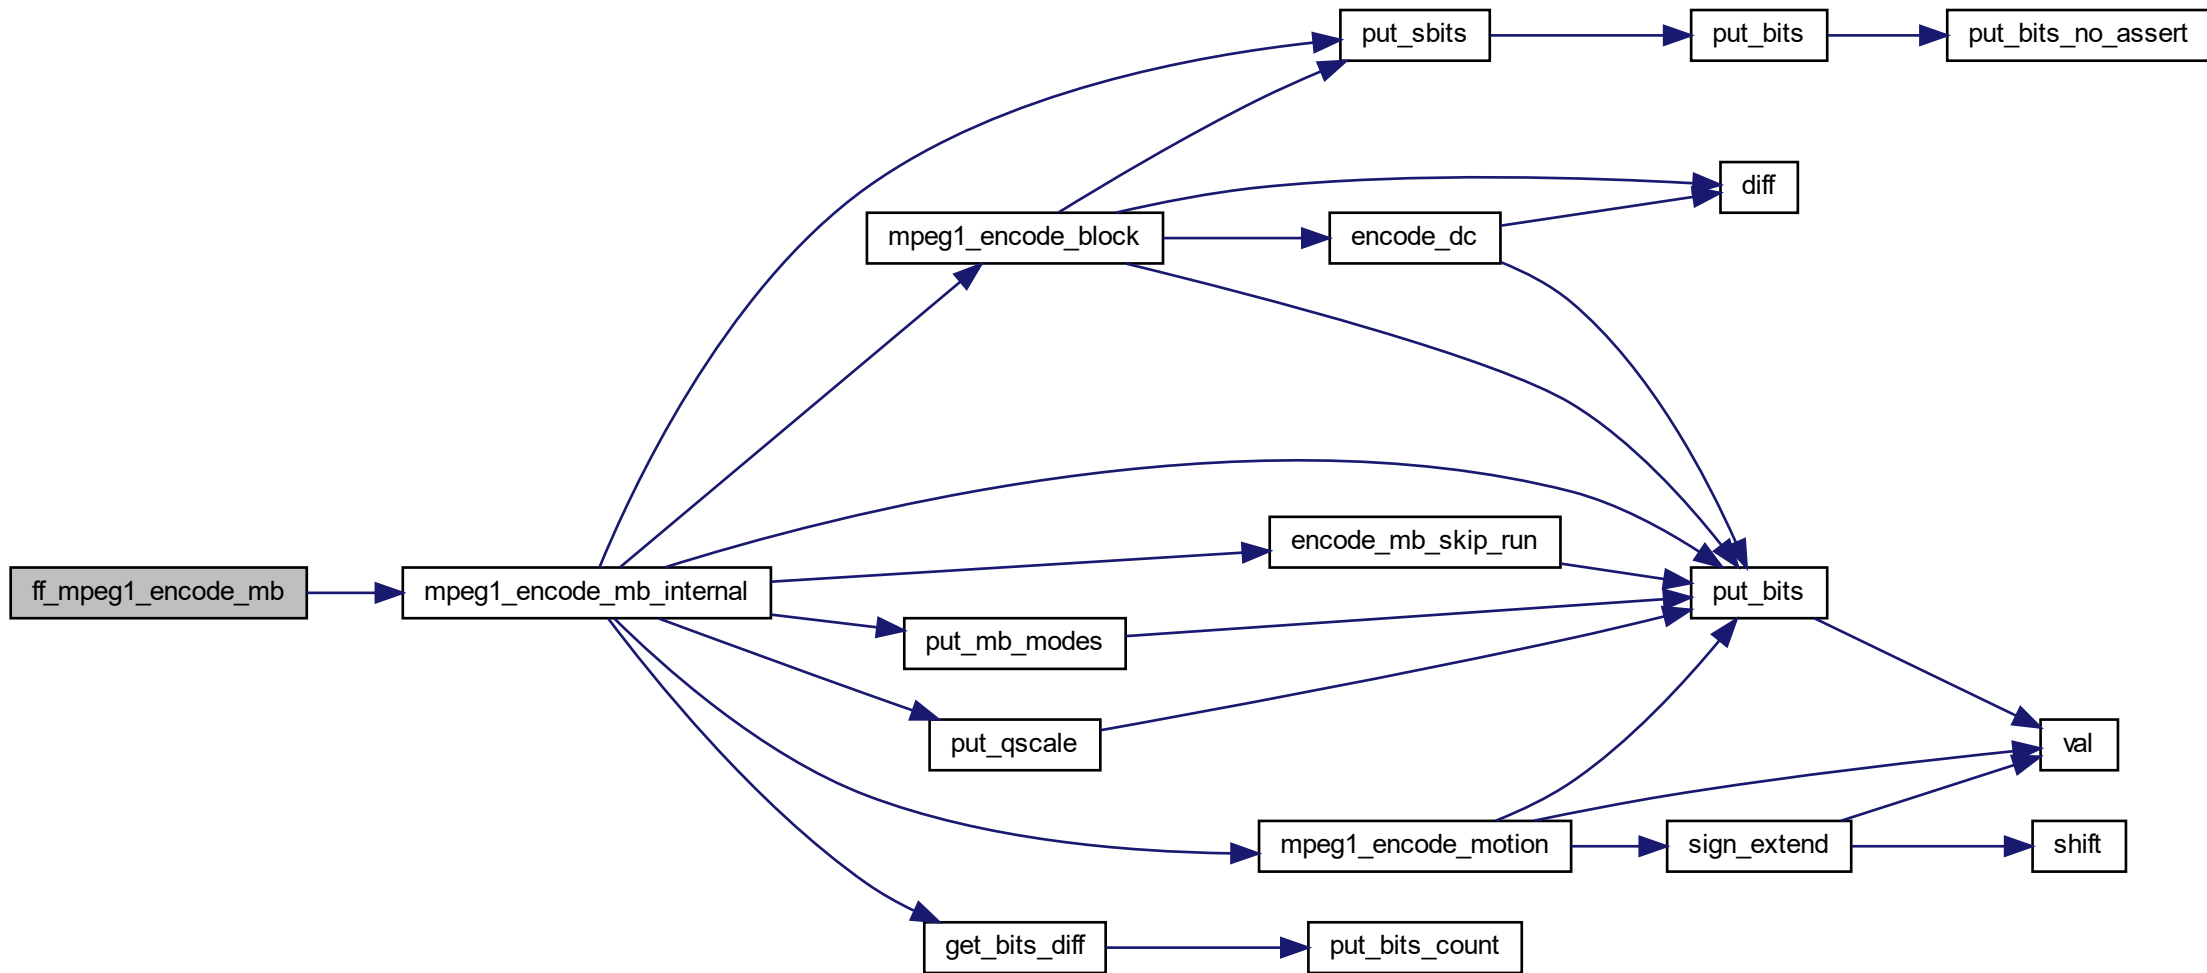 put_sbits
put_bits
put_bits_no_assert
diff
mpeg1_encode_block
encode_dc
encode_mb_skip_run
ff_mpeg1_encode_mb
mpeg1_encode_mb_internal
put_bits
put_mb_modes
put_qscale
val
mpeg1_encode_motion
sign_extend
shift
get_bits_diff
put_bits_count